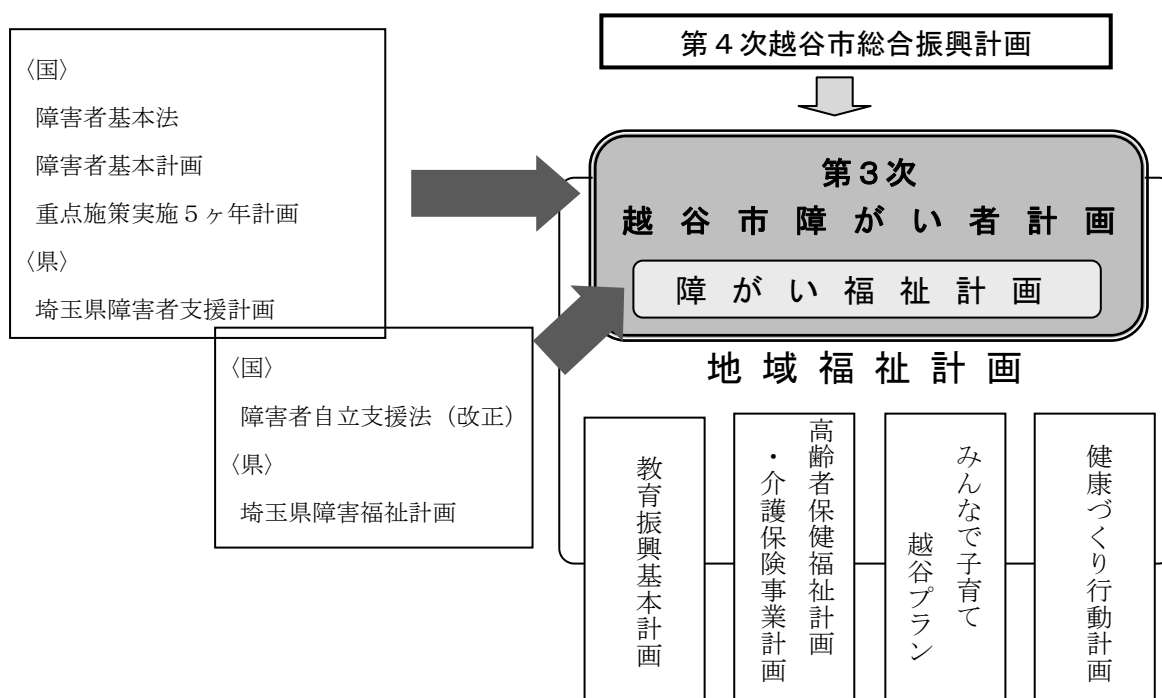 第４次越谷市総合振興計画
〈国〉
障害者基本法
障害者基本計画
重点施策実施５ヶ年計画
〈県〉
埼玉県障害者支援計画
〈国〉
障害者自立支援法（改正）
〈県〉
埼玉県障害福祉計画
第３次
越谷市障がい者計画
障がい福祉計画
地域福祉計画
教育振興基本計画
高齢者保健福祉計画
・介護保険事業計画
みんなで子育て
越谷プラン
健康づくり行動計画